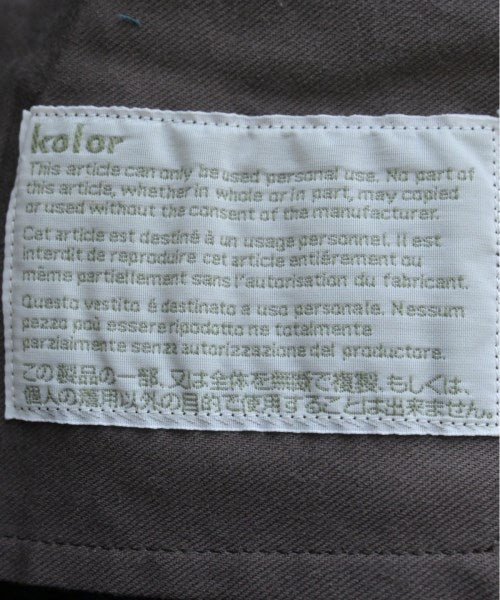 kolor
This article can only be used personal use. No part of
this article, whether in whole or in part, may copied
or used without the consent of the manufacturer.
Cet article est destiné à un usage personnel. Il est
interdit de reproduire cet article entiérement ou
même partiellement sans l'autorisation du fabricant.
Questo vestito é destinato a uso personale. Nessum
pezzo poú essereripodotto ne totalmente
parzialmente senza autorizzazione del productore.
この製品の一部、又は全体を無断で複製、もしくは、
個人の着用以外の目的で使用することは出来ません。